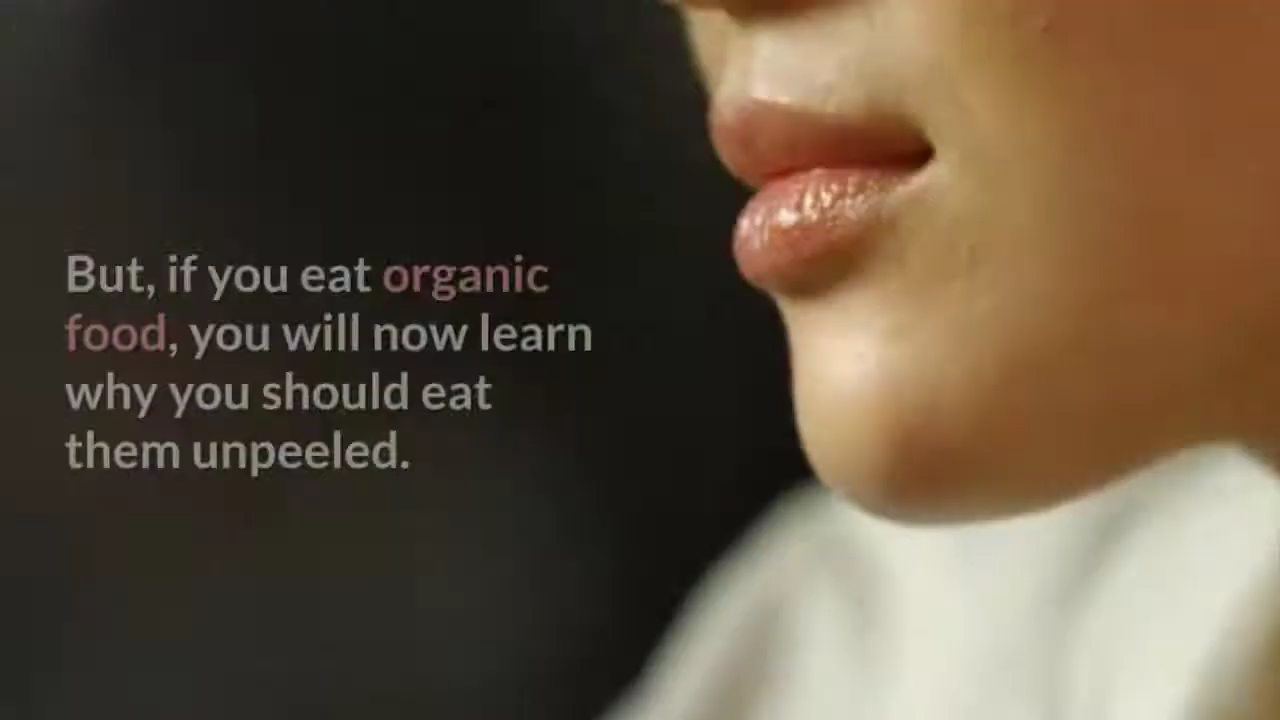 But, if you eat organic
food, you will now learn
why you should eat
them unpeeled.